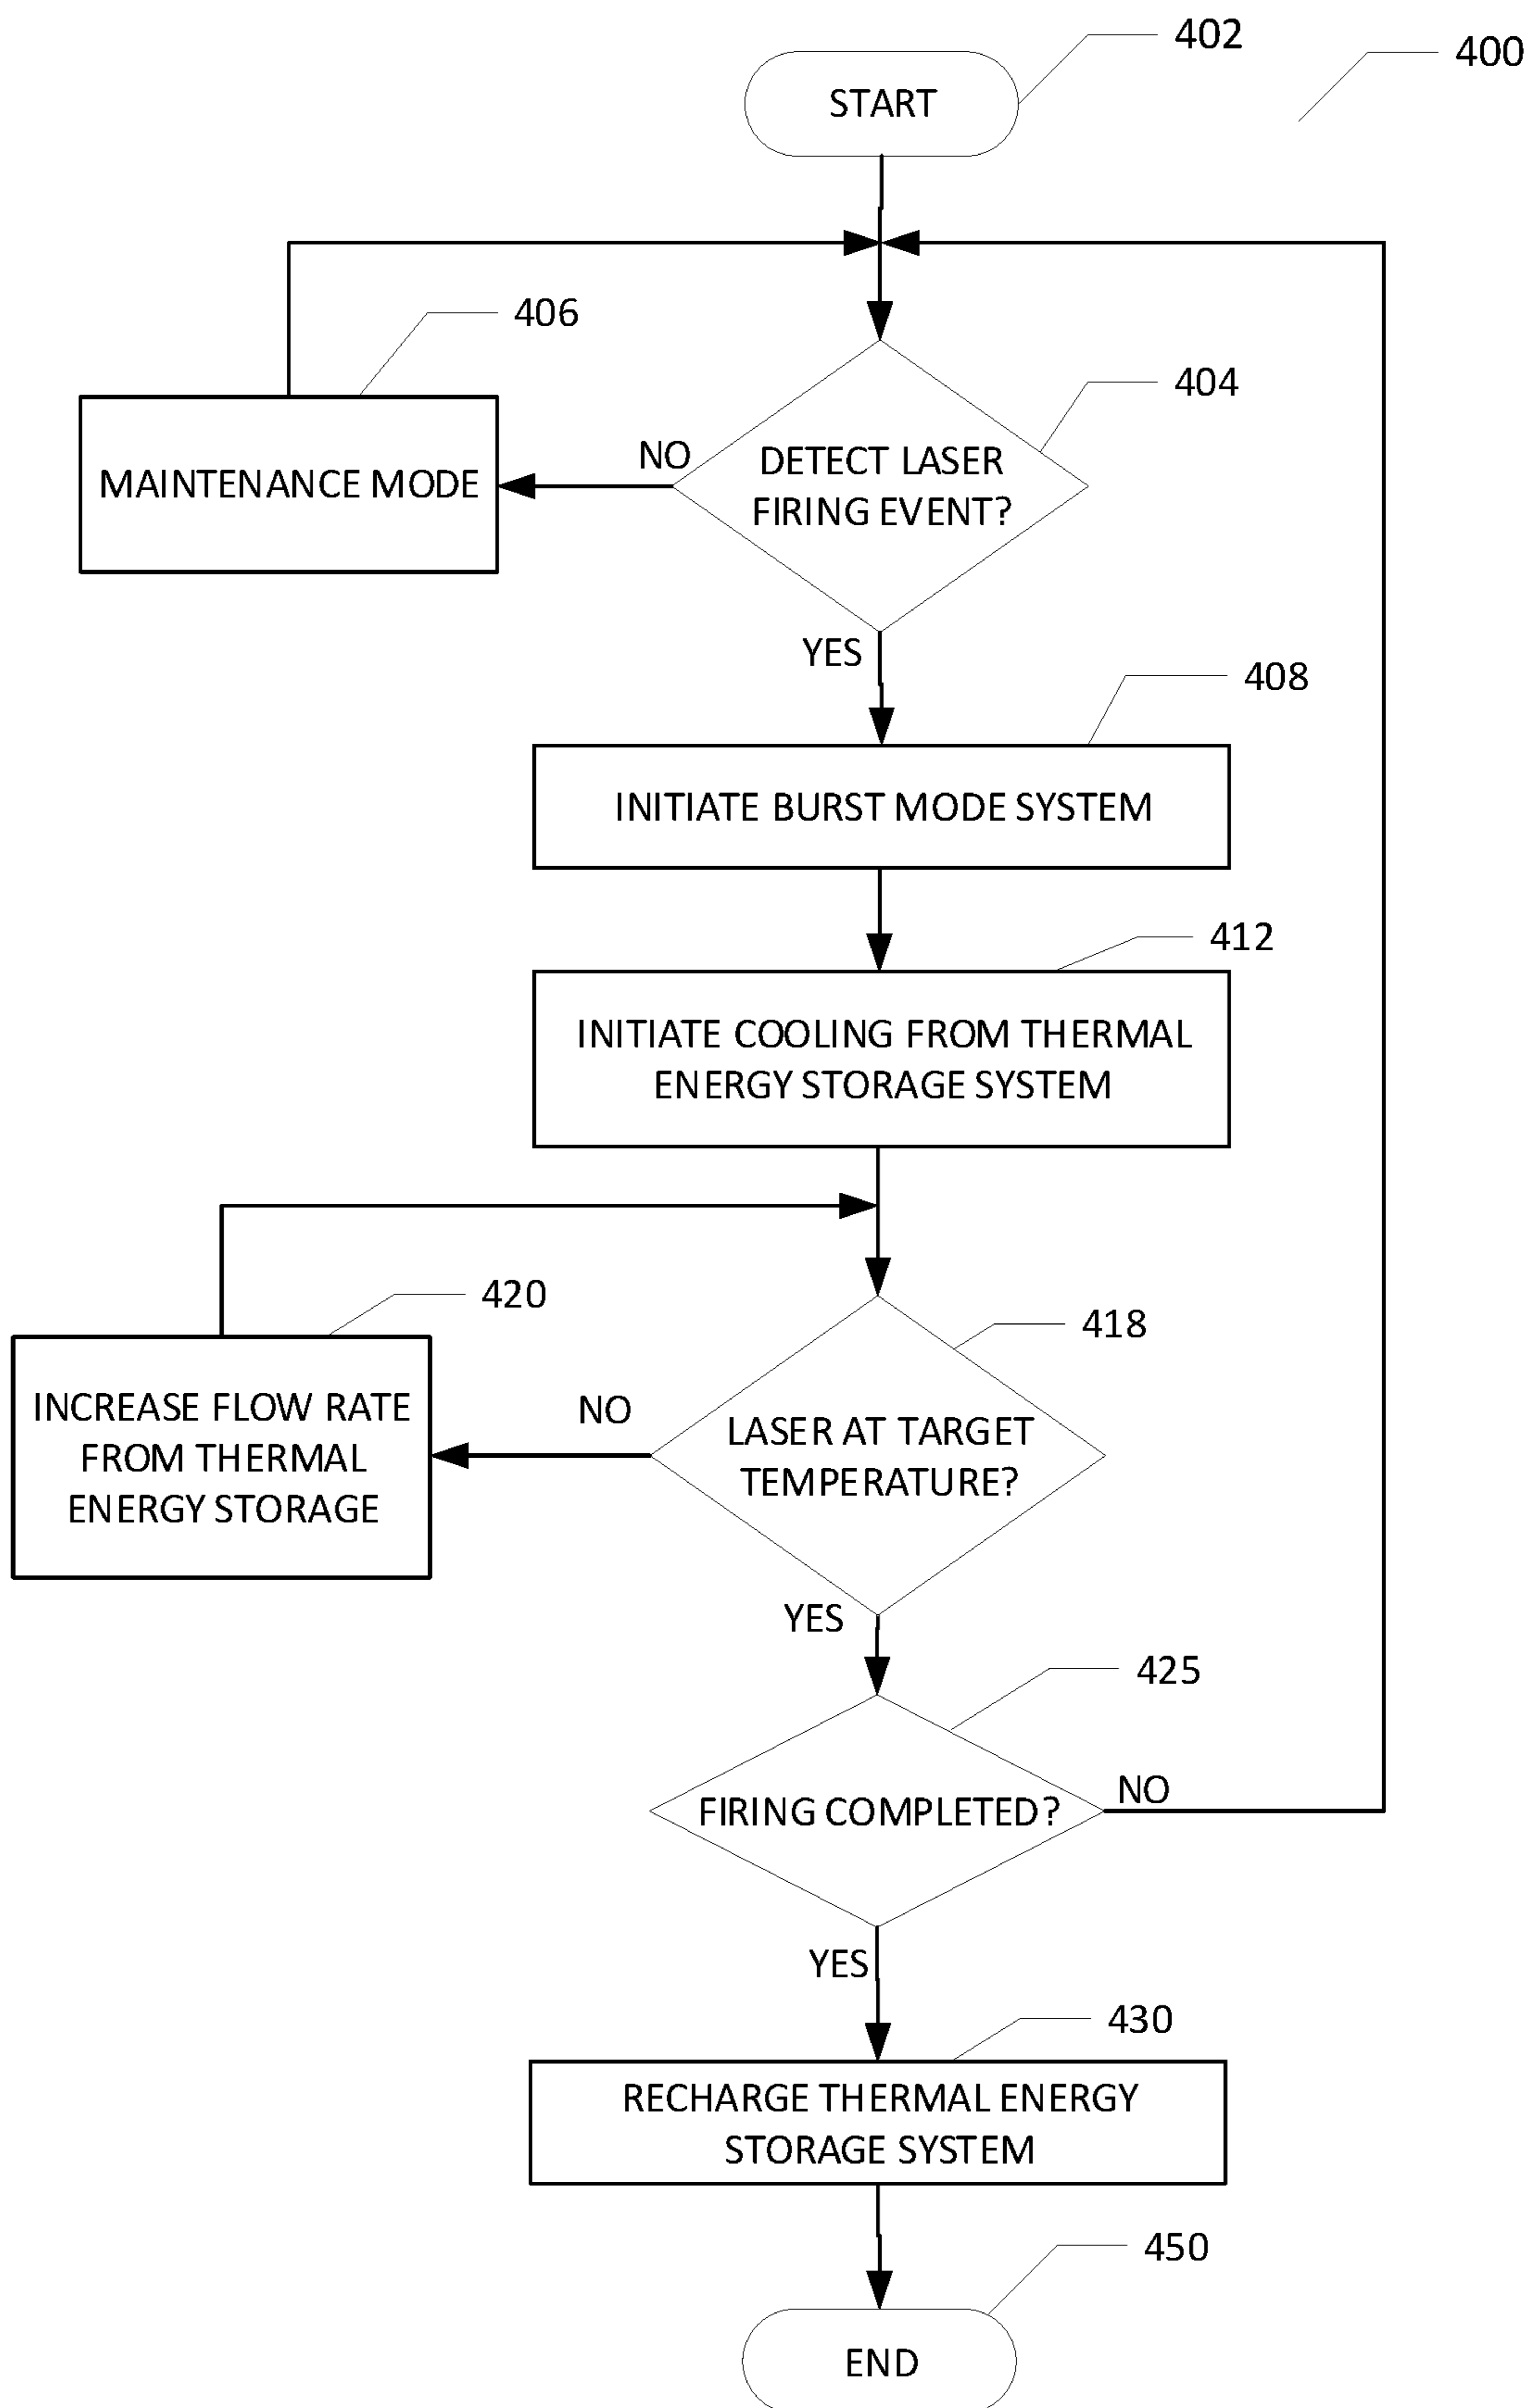 402
400
START
406
404
NO
DETECT LASER
FIRING EVENT?
MAINTENANCE MODE
YES
408
INITIATE BURST MODE SYSTEM
412
INITIATE COOLING FROM THERMAL
ENERGY STORAGE SYSTEM
420
418
INCREASE FLOW RATE
FROM THERMAL
ENERGY STORAGE
NO
LASER AT TARGET
TEMPERATURE?
YES
425
FIRING COMPLETED?
NO
YES
430
RECHARGE THERMAL ENERGY
STORAGE SYSTEM
450
END